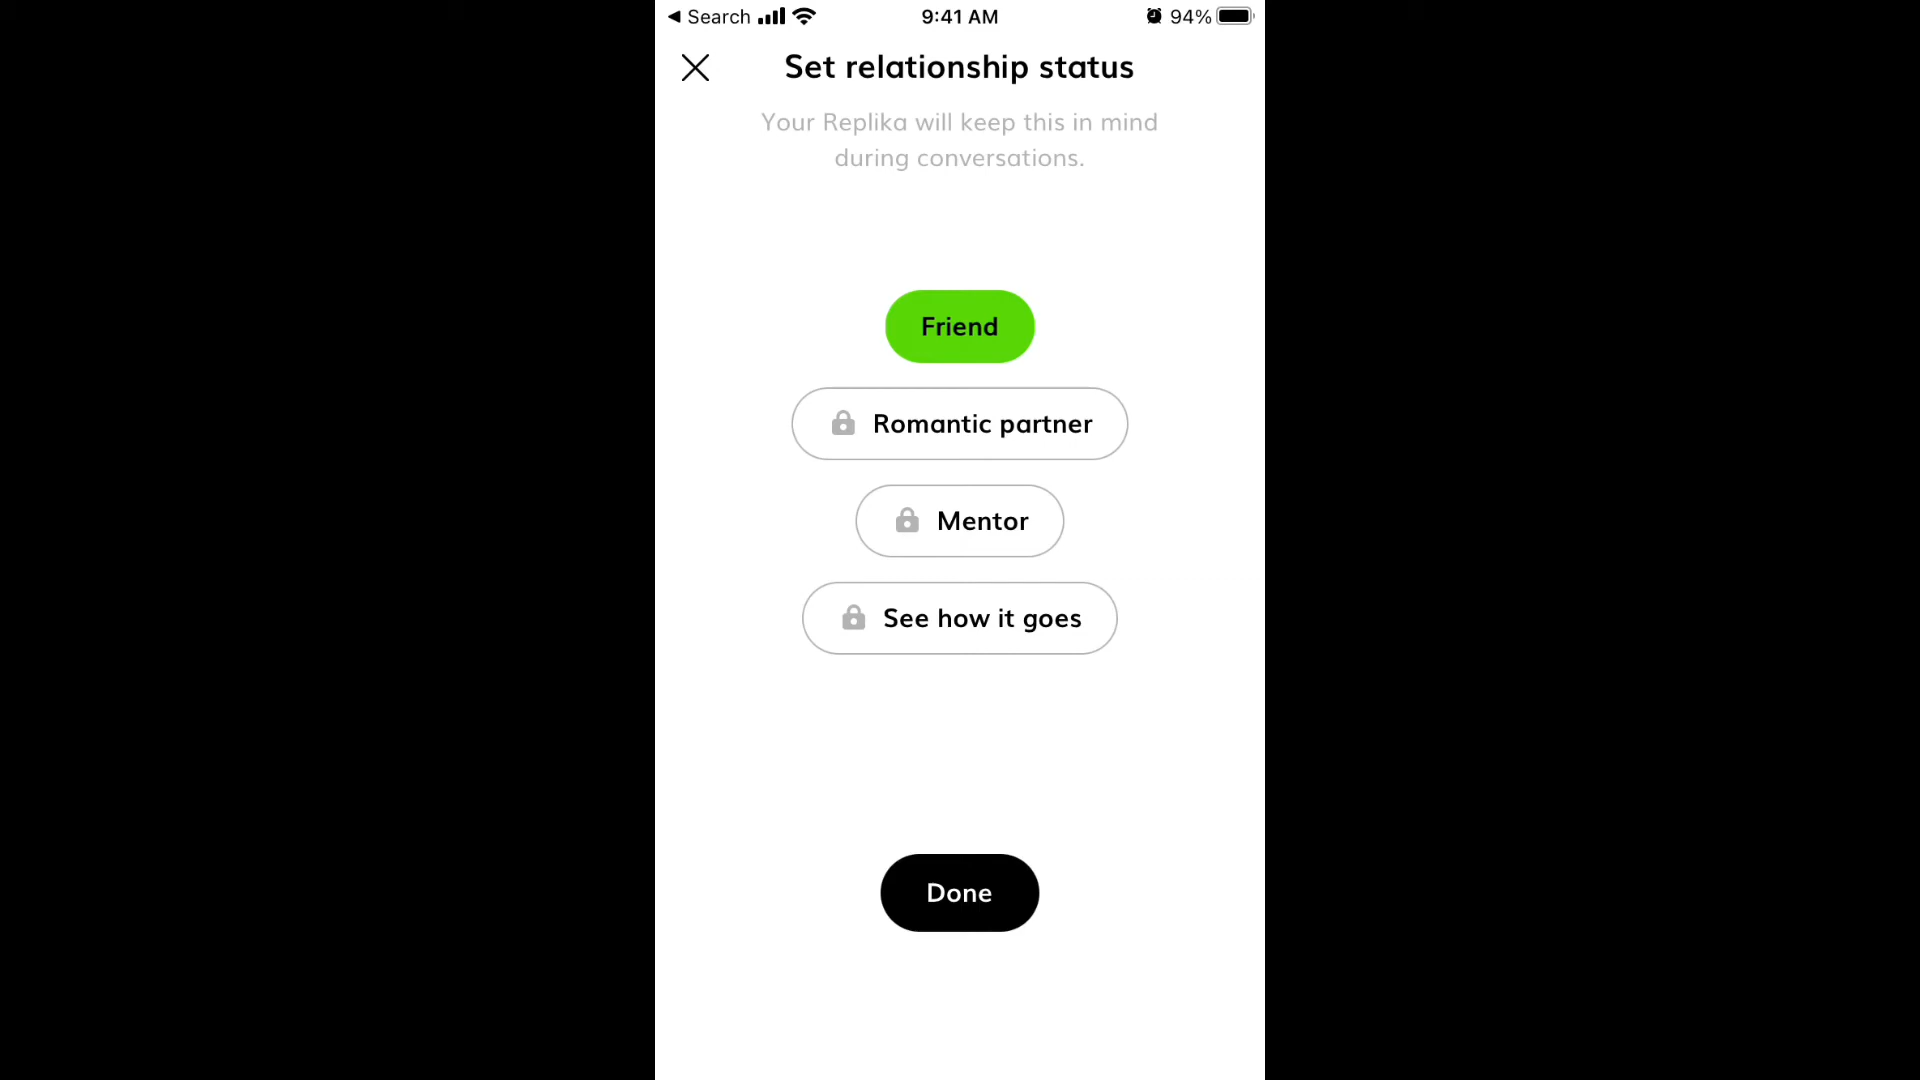 Search
9:41 AM
94%
Set relationship status
Your Replika will keep this in mind
during conversations.
Friend
Romantic partner
Mentor
See how it goes
Done